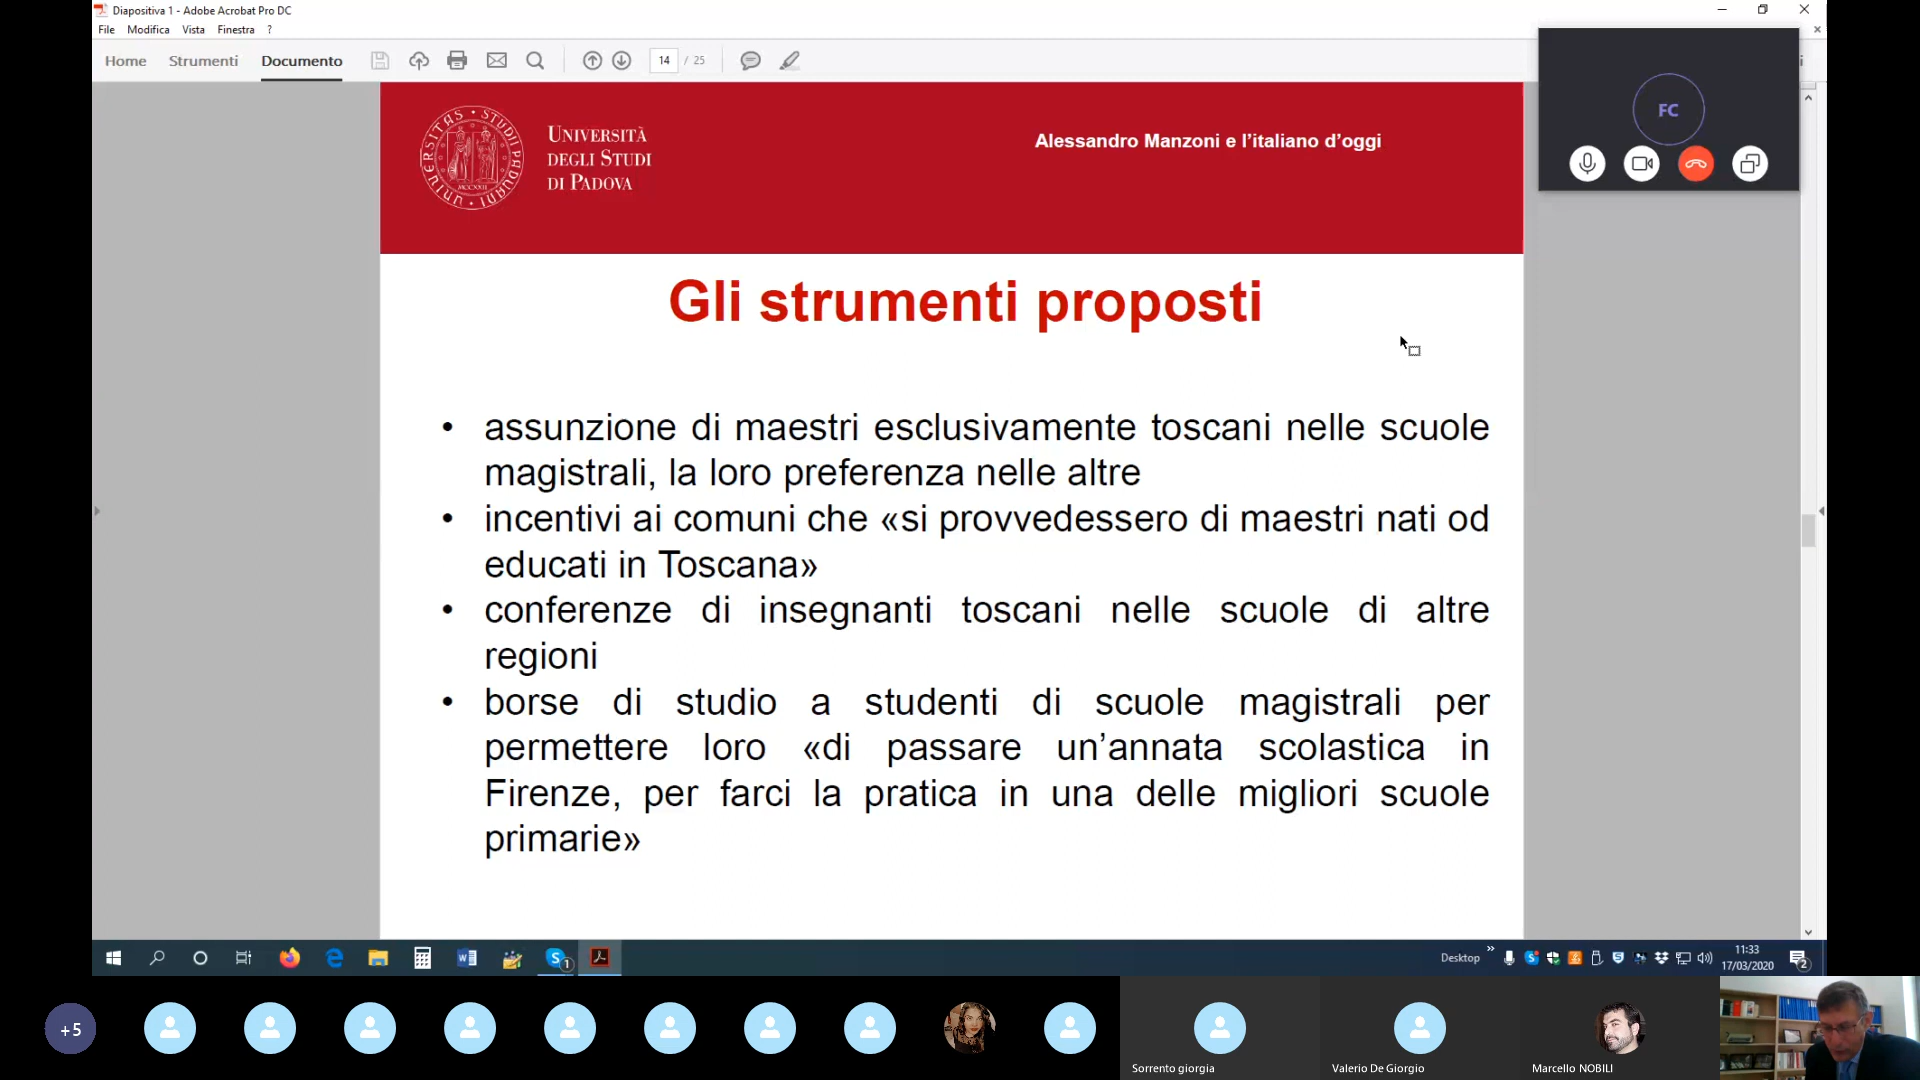 Diapositiva 1 - Adobe Acrobat Pro DC
File Modifica Vista Finestra ?
Home Strumenti Documento 14 / 25
UNIVERSITÀ
DEGLI STUDI
DI PADOVA
Alessandro Manzoni e l'italiano d'oggi
FC
Gli strumenti proposti
• assunzione di maestri esclusivamente toscani nelle scuole
magistrali, la loro preferenza nelle altre
• incentivi ai comuni che «si provvedessero di maestri nati od
educati in Toscana»
• conferenze di insegnanti toscani nelle scuole di altre
regioni
• borse di studio a studenti di scuole magistrali per
permettere loro «di passare un'annata scolastica in
Firenze, per farci la pratica in una delle migliori scuole
primarie»
Desktop
11:33
17/03/2020
+5
Sorrento giorgia
Valerio De Giorgio
Marcello NOBILI